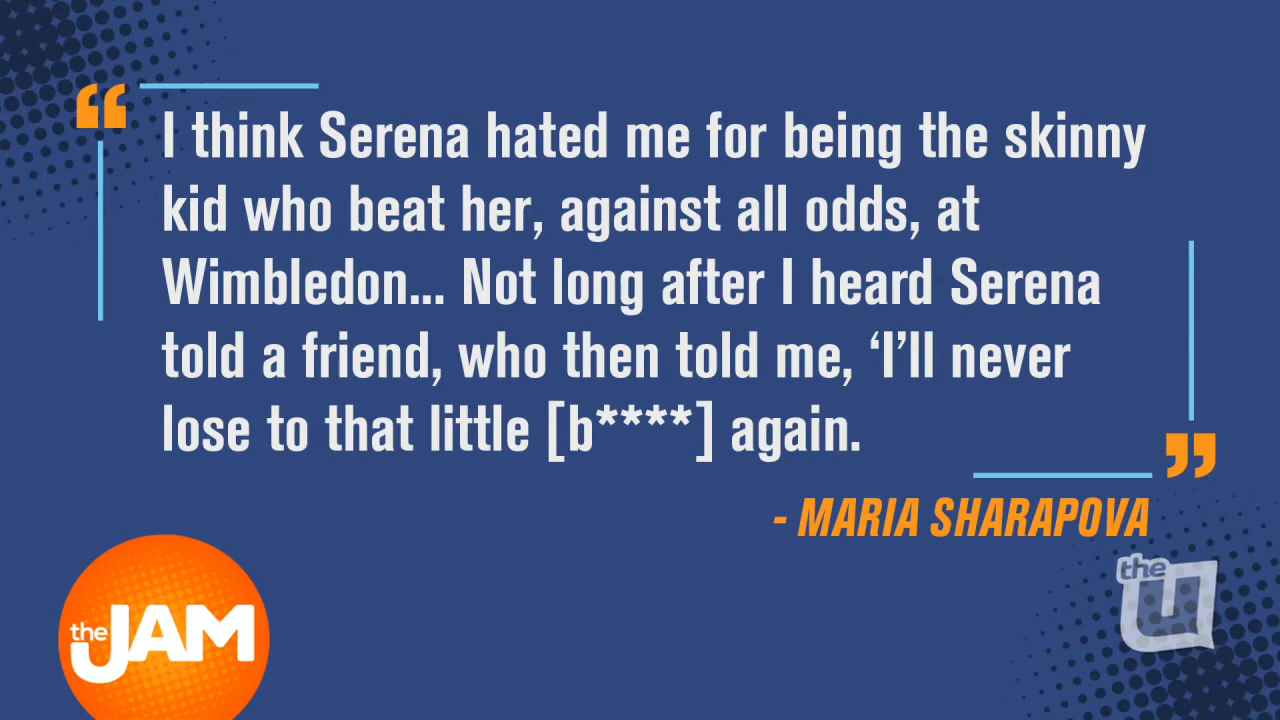 “
I think Serena hated me for being the skinny
kid who beat her, against all odds, at
Wimbledon... Not long after I heard Serena
told a friend, who then told me, ‘I’ll never
lose to that little [b****] again.
”
- MARIA SHARAPOVA
the
JAM
the
U